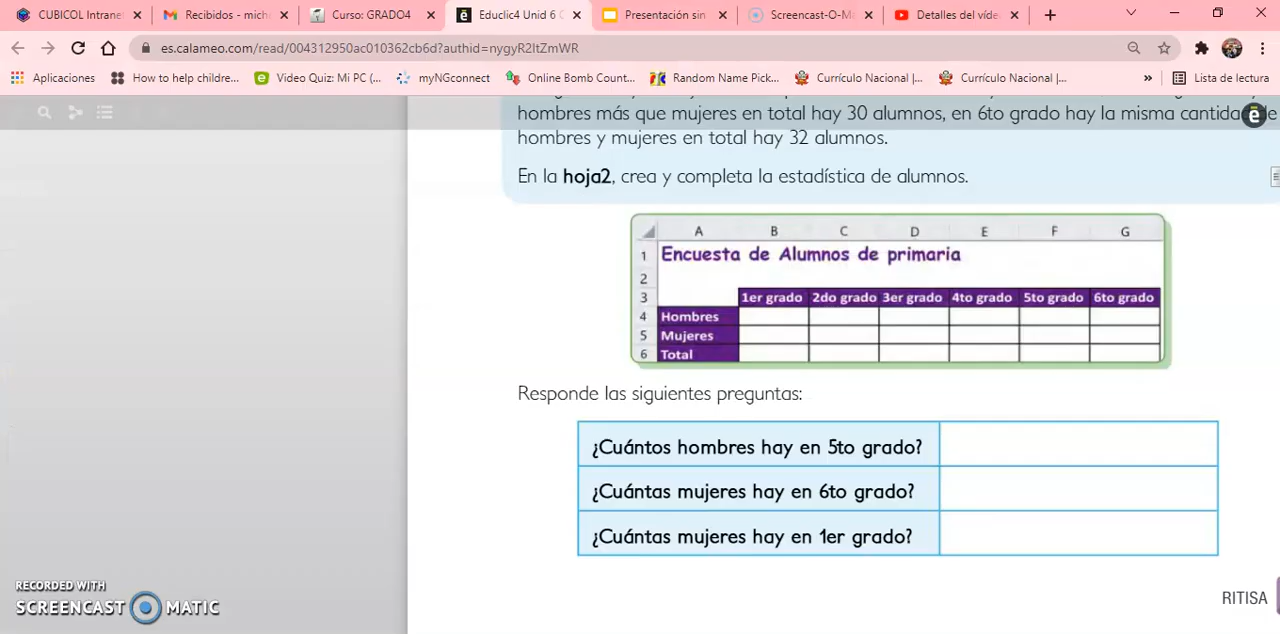 CUBICOL Intranet
Recibidos - mich
Curso: GRADO4
Educlic4 Unid 6 C
Presentación sin
Screencast-O-M
Detalles del víde
es.calameo.com/read/004312950ac010362cb6d?authid=nygyR2ltZmWR
Aplicaciones
How to help childre...
Video Quiz: Mi PC (...
myNGconnect
Online Bomb Count...
Random Name Pick...
Currículo Nacional |...
Currículo Nacional |...
»
Lista de lectura
hombres más que mujeres en total hay 30 alumnos, en 6to grado hay la misma cantidad de
hombres y mujeres en total hay 32 alumnos.
En la hoja2, crea y completa la estadística de alumnos.
A B C D E F G
1 Encuesta de Alumnos de primaria
2
3 1er grado 2do grado 3er grado 4to grado 5to grado 6to grado
4 Hombres
5 Mujeres
6 Total
Responde las siguientes preguntas:
¿Cuántos hombres hay en 5to grado?
¿Cuántas mujeres hay en 6to grado?
¿Cuántas mujeres hay en 1er grado?
RECORDED WITH
SCREENCAST MATIC
RITISA